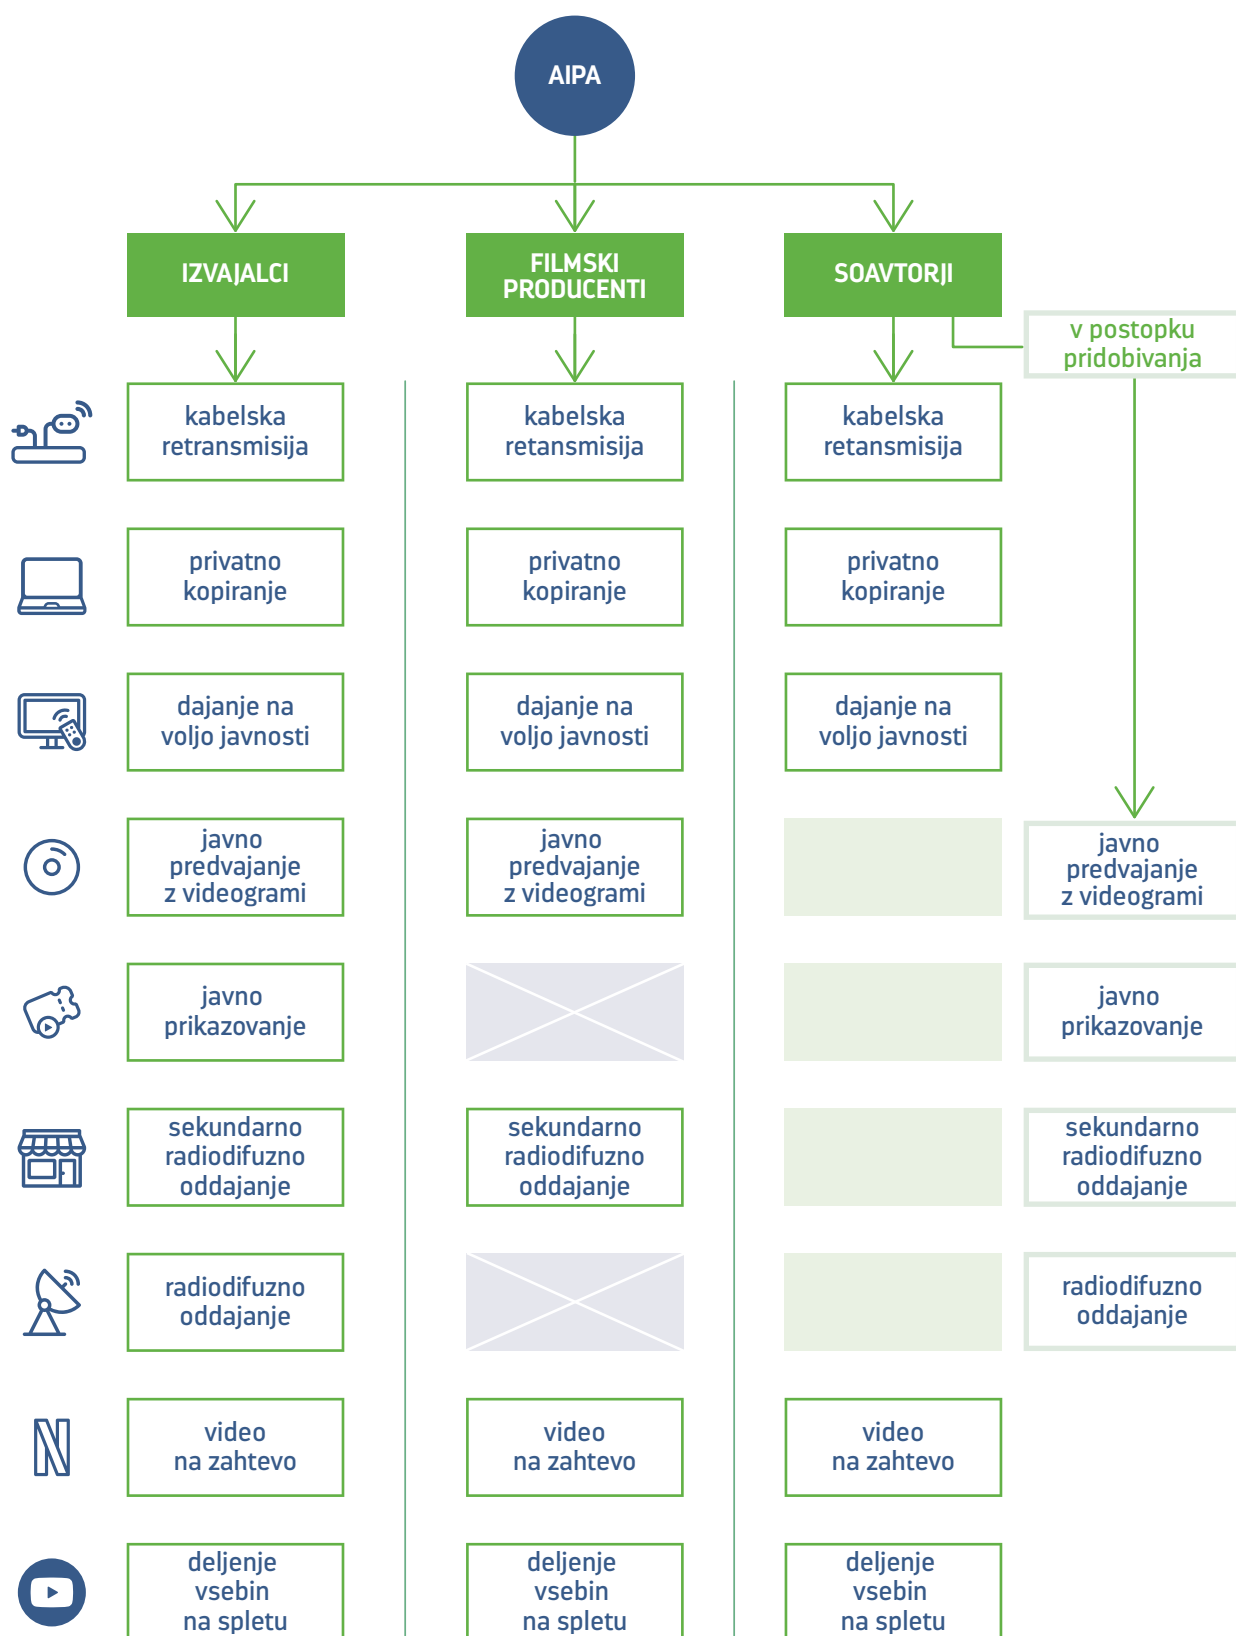 AIPA
IZVAJALCI
FILMSKI
PRODUCENTI
SOAVTORJI
v postopku
pridobivanja
kabelska
retransmisija
kabelska
retansmisija
kabelska
retansmisija
privatno
kopiranje
privatno
kopiranje
privatno
kopiranje
dajanje na
voljo javnosti
dajanje na
voljo javnosti
dajanje na
voljo javnosti
javno
predvajanje
z videogrami
javno
predvajanje
z videogrami
javno
predvajanje
z videogrami
javno
prikazovanje
javno
prikazovanje
sekundarno
radiodifuzno
oddajanje
sekundarno
radiodifuzno
oddajanje
sekundarno
radiodifuzno
oddajanje
radiodifuzno
oddajanje
radiodifuzno
oddajanje
N
video
na zahtevo
video
na zahtevo
video
na zahtevo
deljenje
vsebin
na spletu
deljenje
vsebin
na spletu
deljenje
vsebin
na spletu